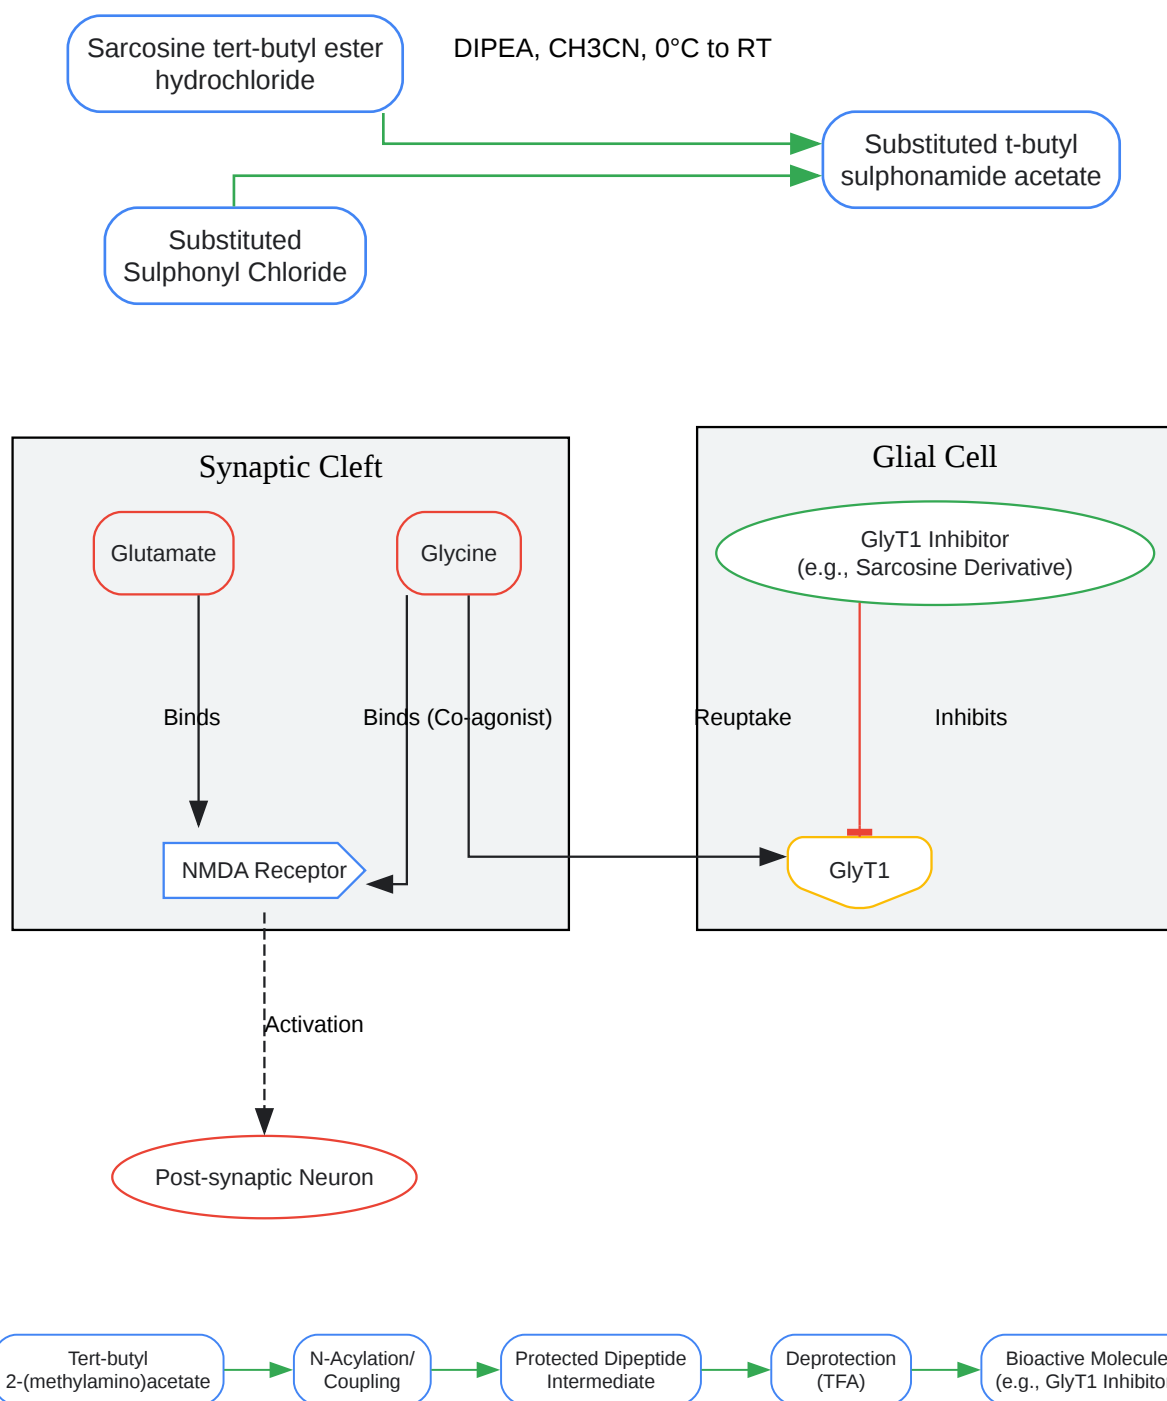 Sarcosine tert-butyl ester
hydrochloride
DIPEA, CH3CN, 0°C to RT
Substituted t-butyl
sulphonamide acetate
Substituted
Sulphonyl Chloride
Synaptic Cleft
Glial Cell
Glutamate
Glycine
GlyT1 Inhibitor
(e.g., Sarcosine Derivative)
Binds
Binds (Co-agonist)
Reuptake
Inhibits
NMDA Receptor
GlyT1
Activation
Post-synaptic Neuron
Tert-butyl
2-(methylamino)acetate
N-Acylation/
Coupling
Protected Dipeptide
Intermediate
Deprotection
(TFA)
Bioactive Molecule
(e.g., GlyT1 Inhibitor